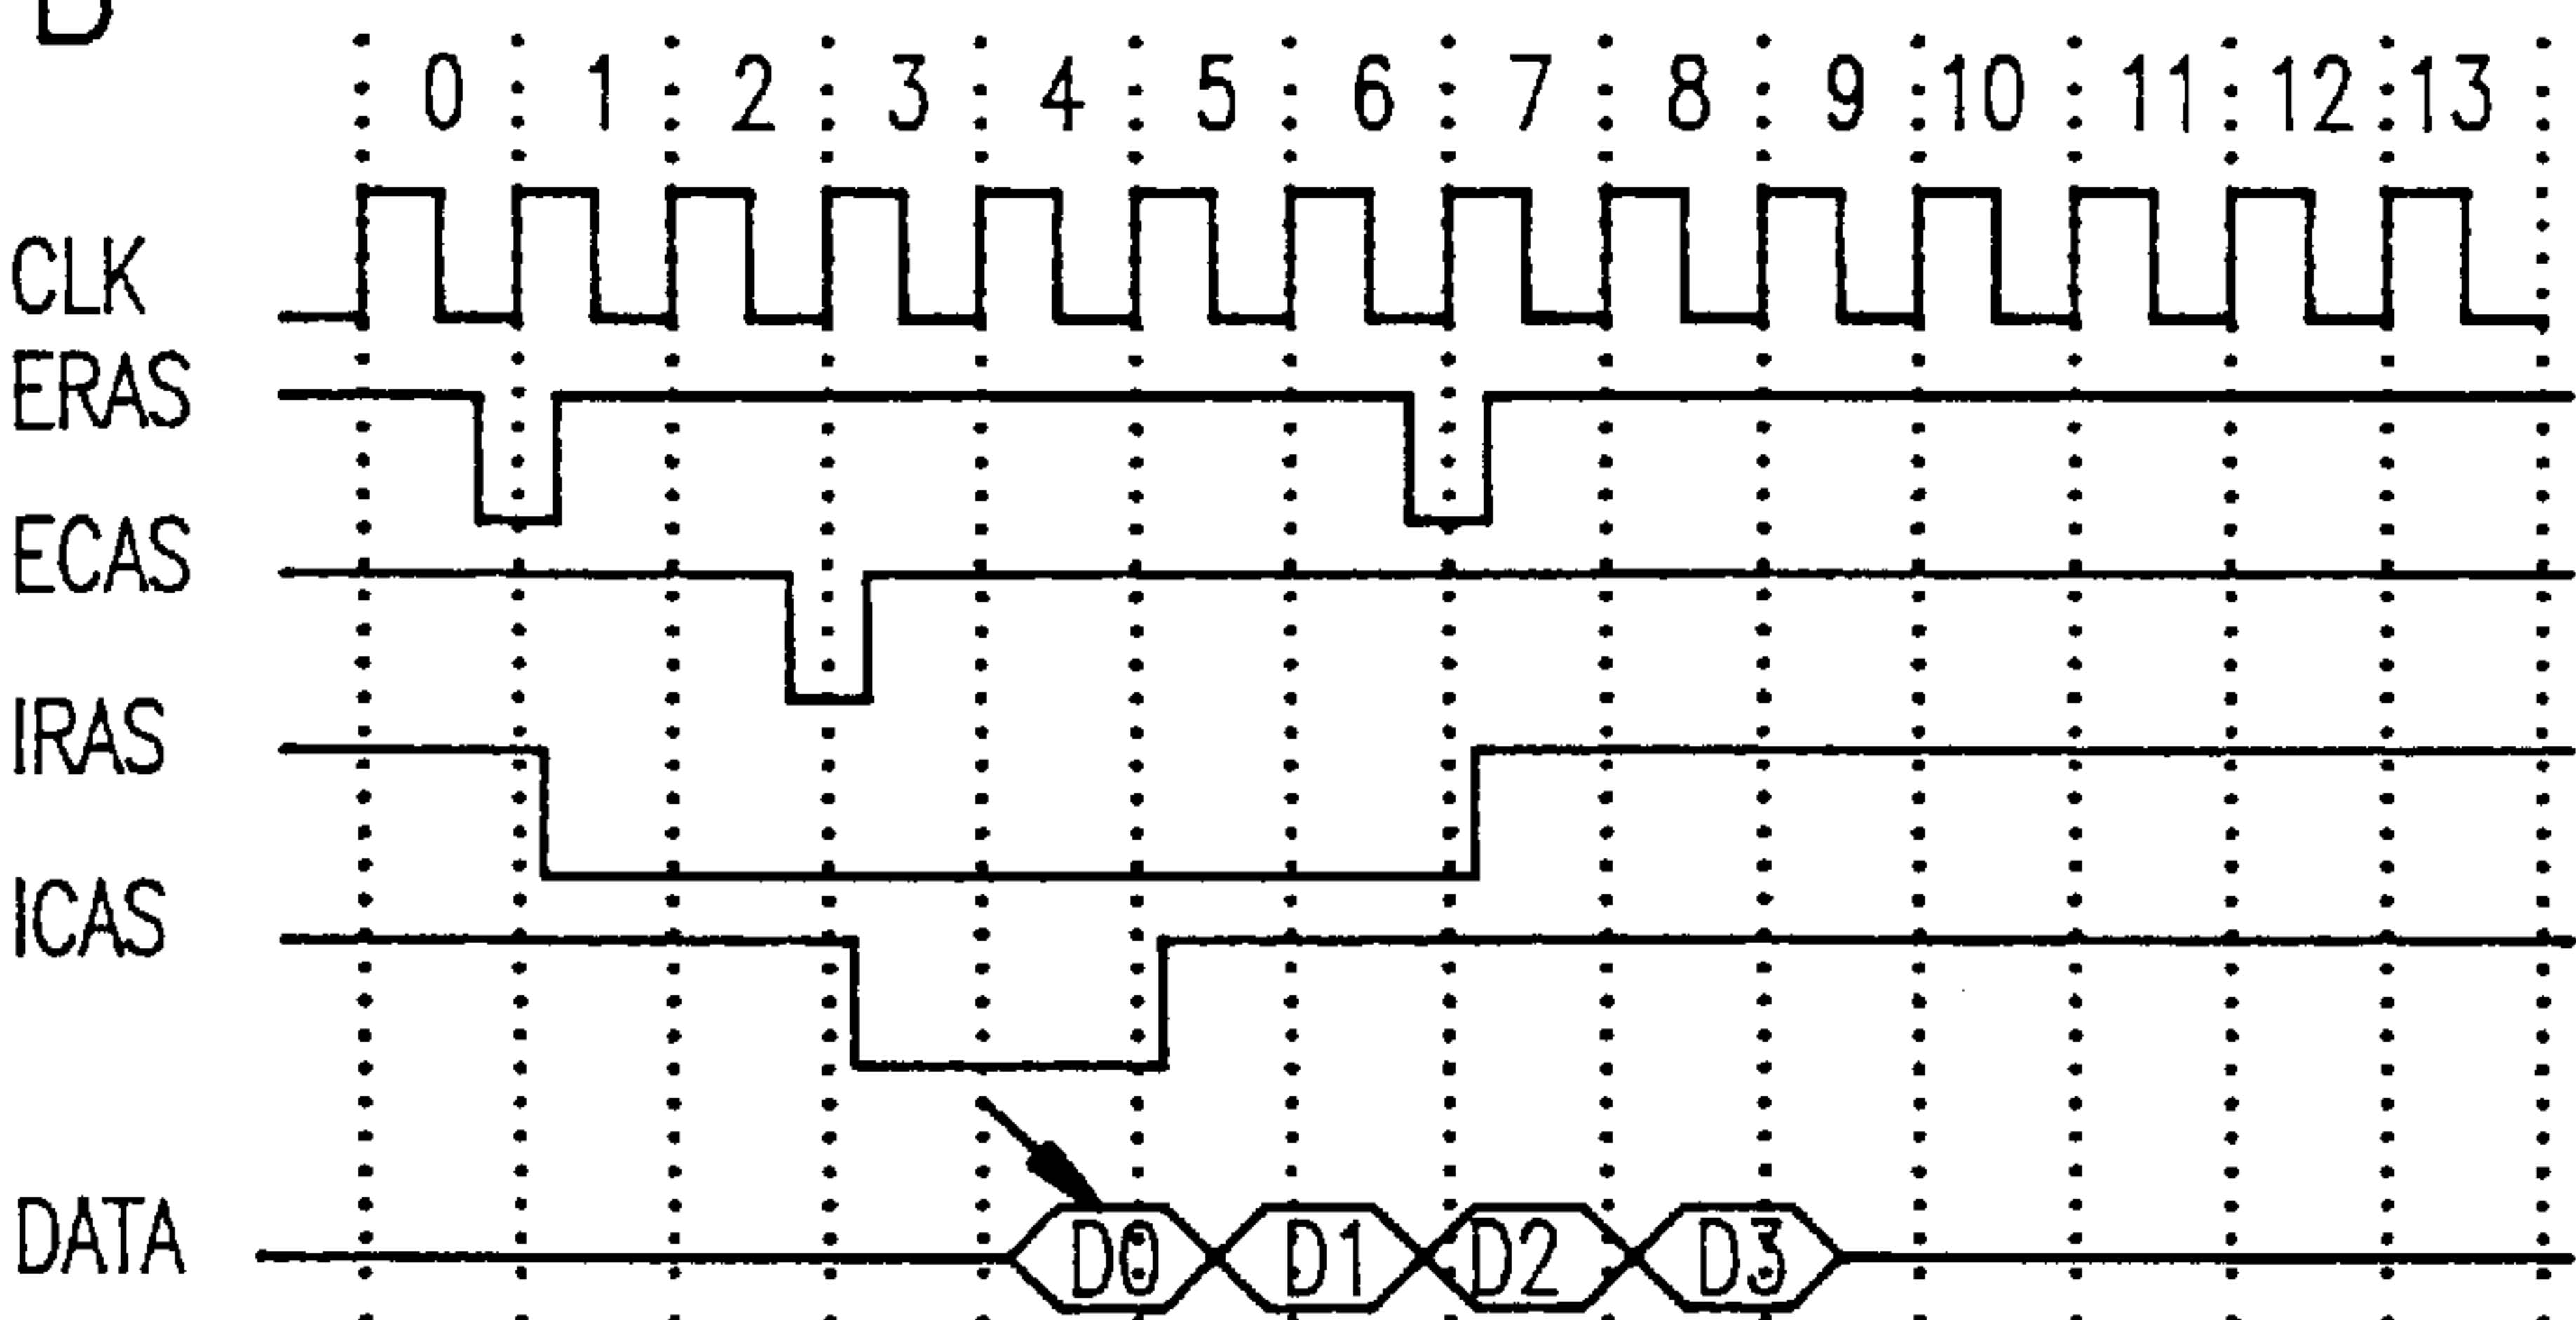 0 1 2 3 4 5 6 7 8 9 10 11 12 13
CLK
ERAS
ECAS
IRAS
ICAS
DATA D0 D1 D2 D3